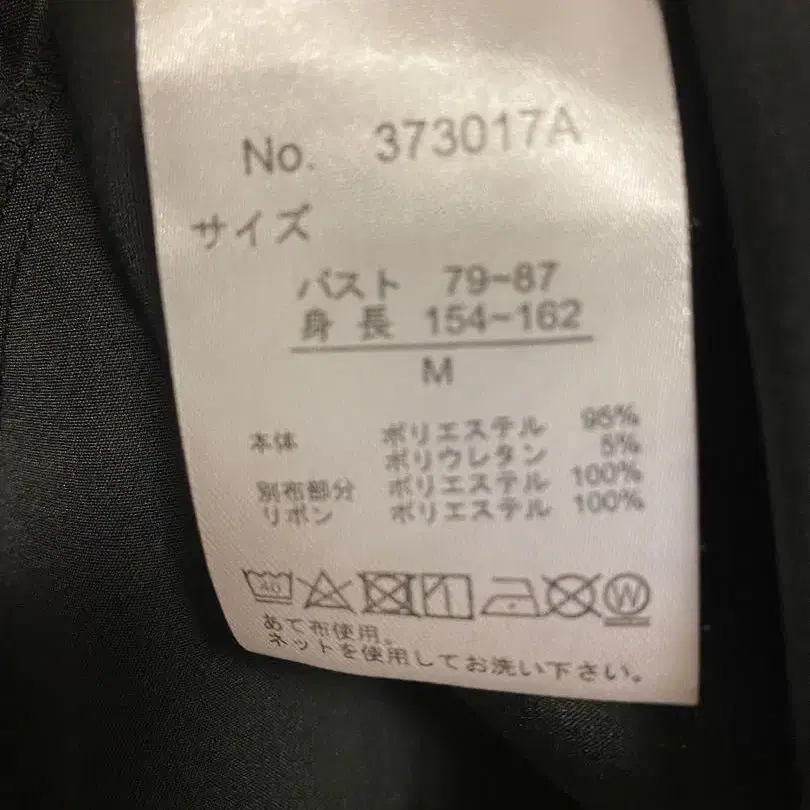 No. 373017A
サイズ
バスト 79~87
身長 154~162
M
本体 ポリエステル 95%
ポリウレタン 5%
別布部分 ポリエステル 100%
リボン ポリエステル 100%
40 W
あて布使用。
ネットを使用してお洗い下さい。